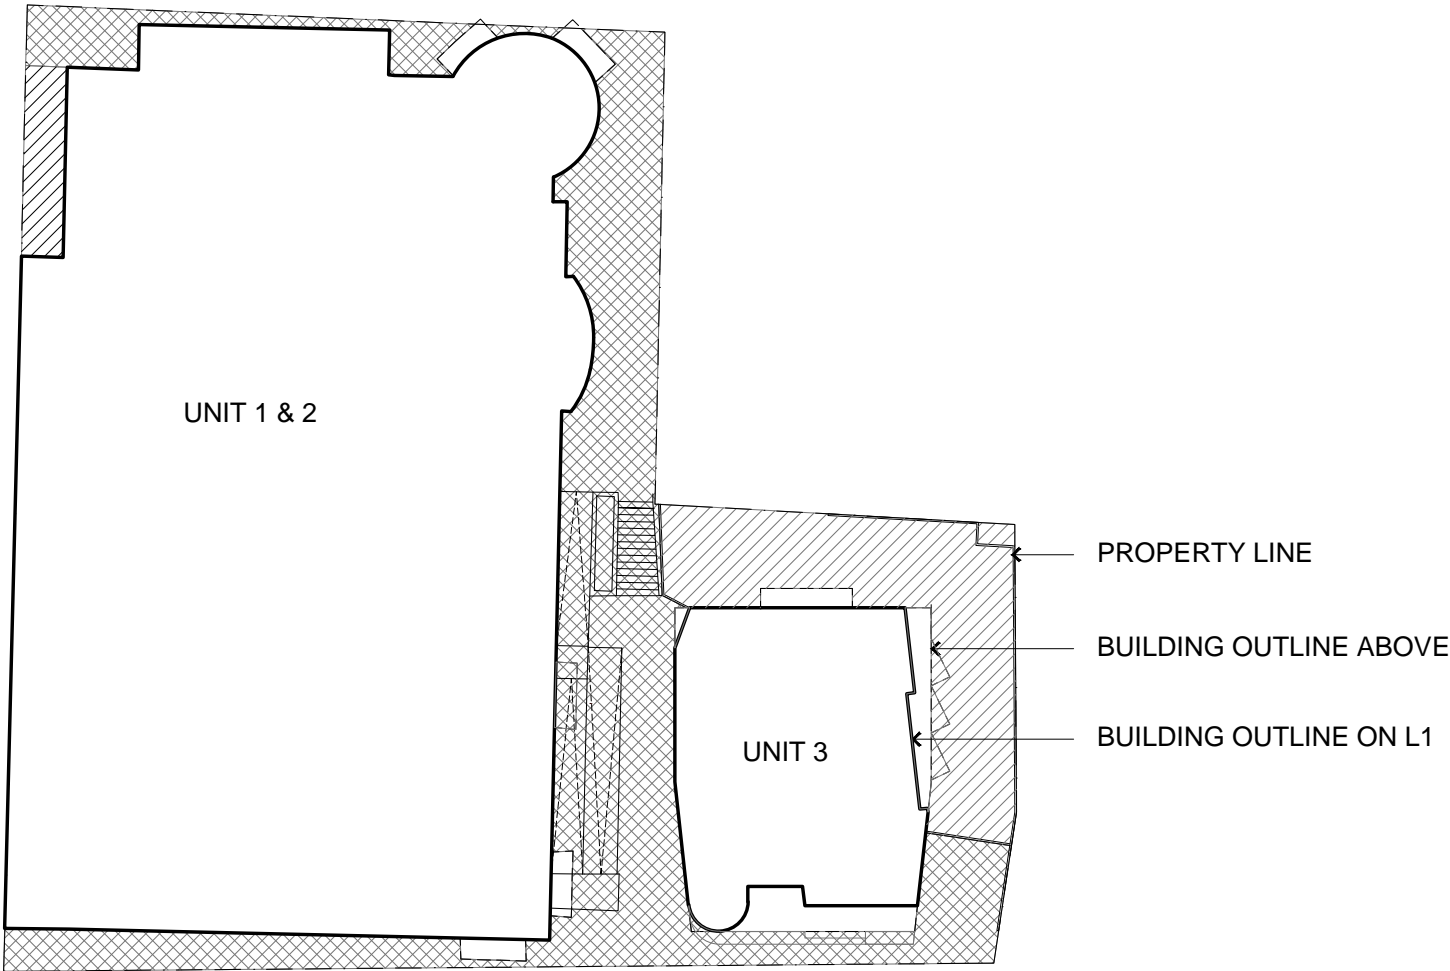 UNIT 1 & 2
PROPERTY LINE
BUILDING OUTLINE ABOVE
BUILDING OUTLINE ON L1
UNIT 3